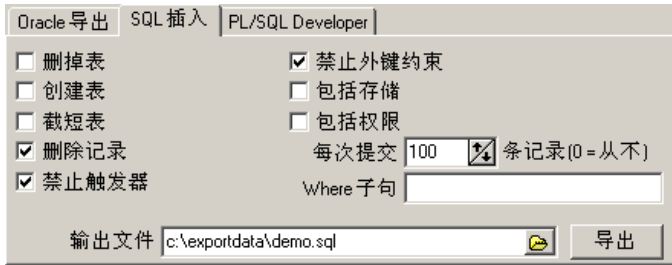 Oracle 导出 SQL 插入 PL/SQL Developer
删掉表 禁止外键约束
创建表 包括存储
截短表 包括权限
删除记录 每次提交 100 条记录(0 = 从不)
禁止触发器 Where 子句
输出文件 c:\exportdata\demo.sql 导出